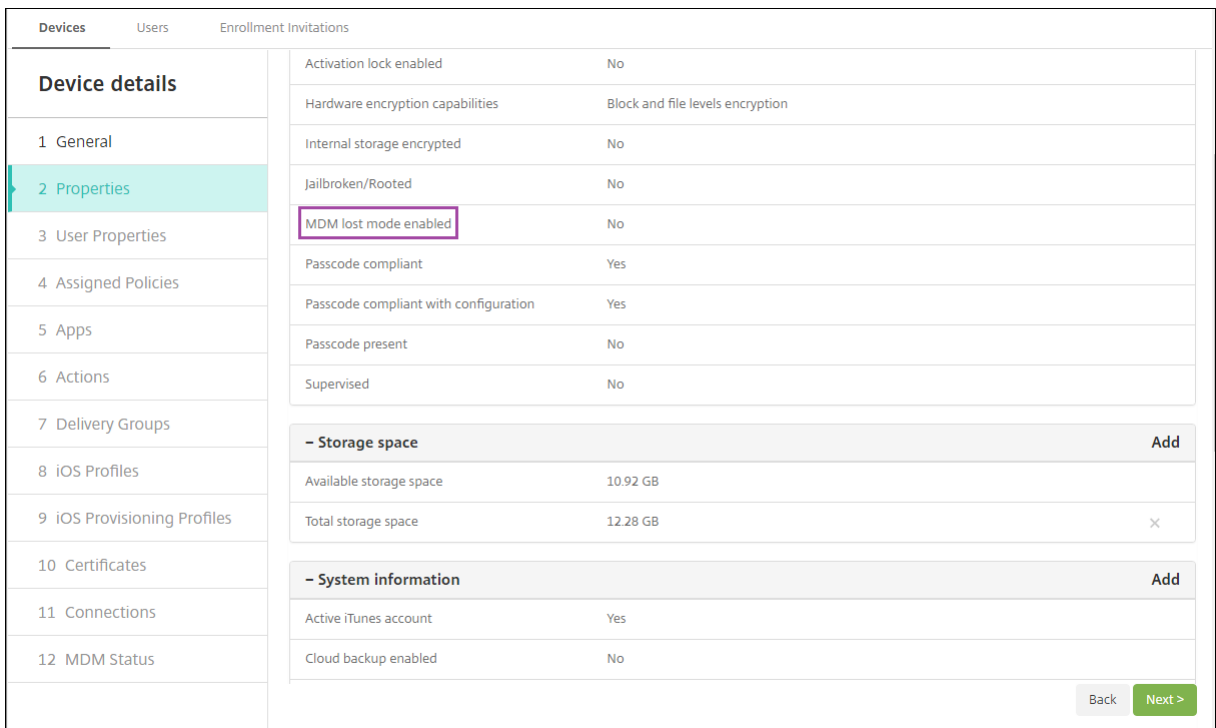 Devices Users Enrollment Invitations
Device details
1 General
2 Properties
3 User Properties
4 Assigned Policies
5 Apps
6 Actions
7 Delivery Groups
8 iOS Profiles
9 iOS Provisioning Profiles
10 Certificates
11 Connections
12 MDM Status
Activation lock enabled No
Hardware encryption capabilities Block and file levels encryption
Internal storage encrypted No
Jailbroken/Rooted No
MDM lost mode enabled No
Passcode compliant Yes
Passcode compliant with configuration Yes
Passcode present No
Supervised No
– Storage space Add
Available storage space 10.92 GB
Total storage space 12.28 GB ×
– System information Add
Active iTunes account Yes
Cloud backup enabled No
Back Next >